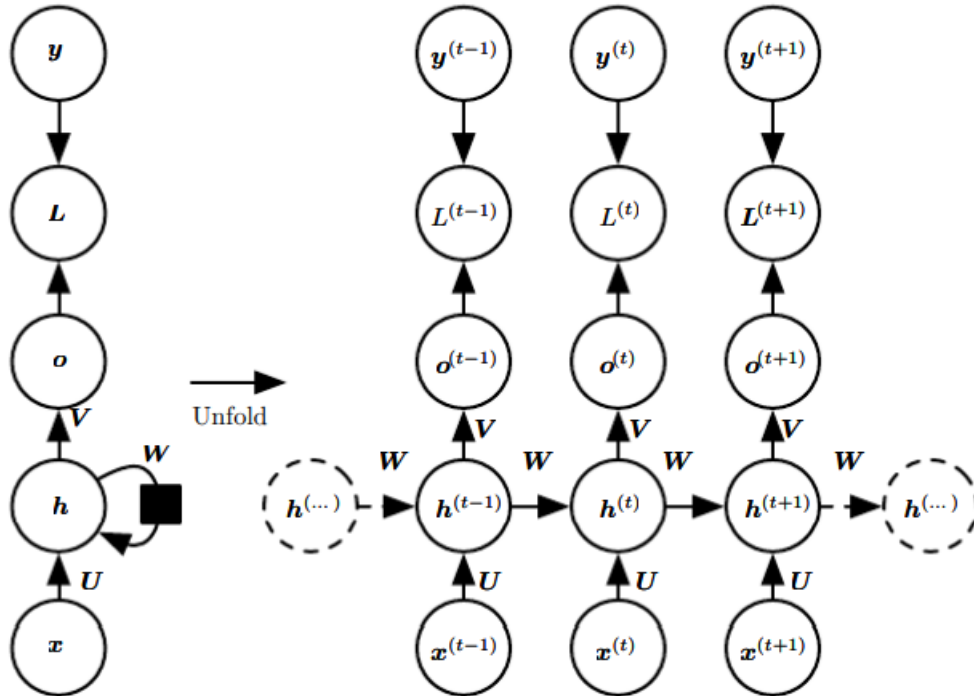 y y^(t−1) y^(t) y^(t+1)
L L^(t−1) L^(t) L^(t+1)
o o^(t−1) o^(t) o^(t+1)
Unfold
V V V V
W W W W W
h h^(...) h^(t−1) h^(t) h^(t+1) h^(...)
U U U U
x x^(t−1) x^(t) x^(t+1)